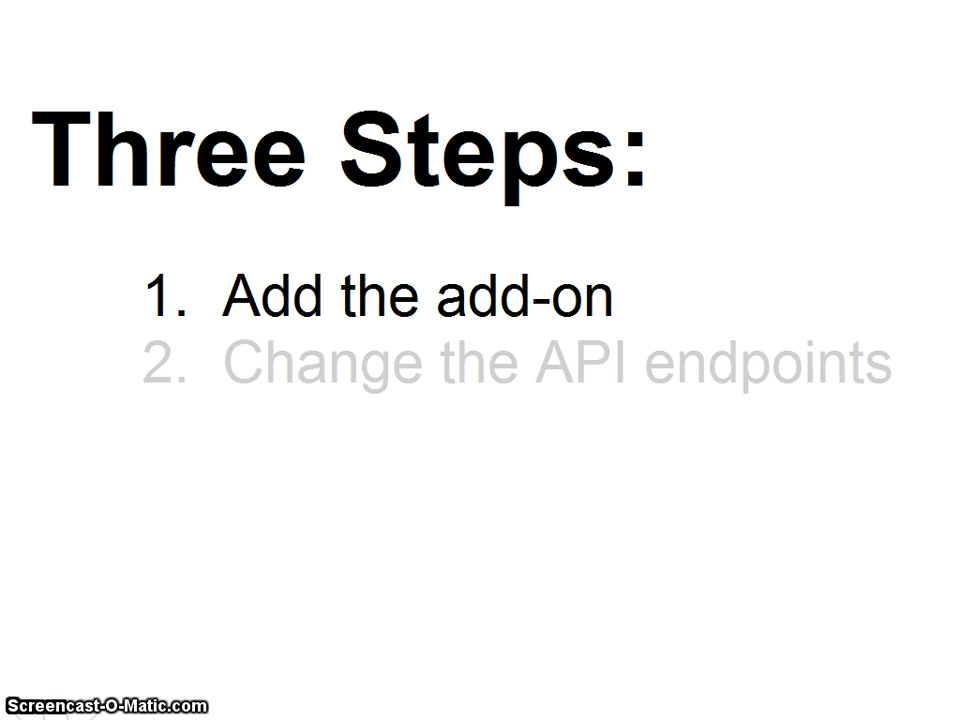 Three Steps:
1. Add the add-on
2. Change the API endpoints
Screencast-O-Matic.com